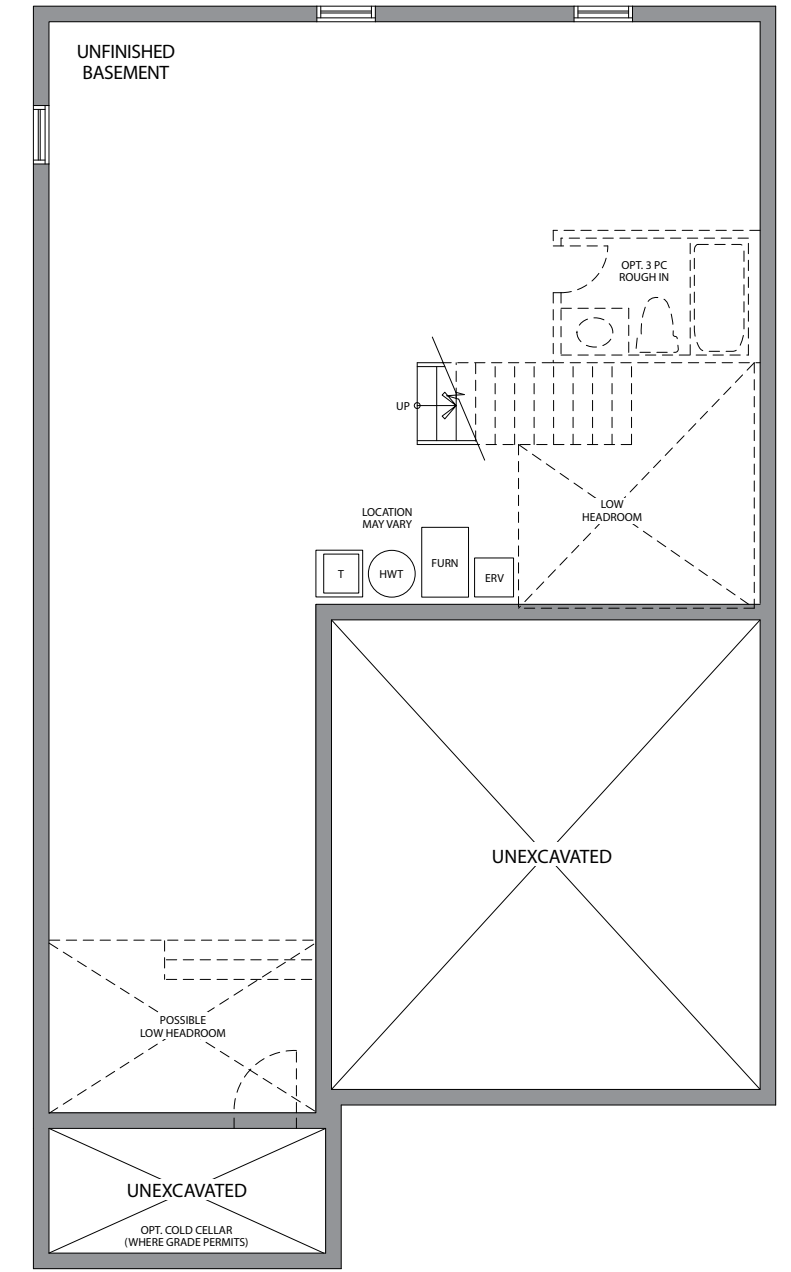 UNFINISHED
BASEMENT
OPT. 3 PC
ROUGH IN
UP
LOW
HEADROOM
LOCATION
MAY VARY
T
HWT
FURN
ERV
UNEXCAVATED
POSSIBLE
LOW HEADROOM
UNEXCAVATED
OPT. COLD CELLAR
(WHERE GRADE PERMITS)